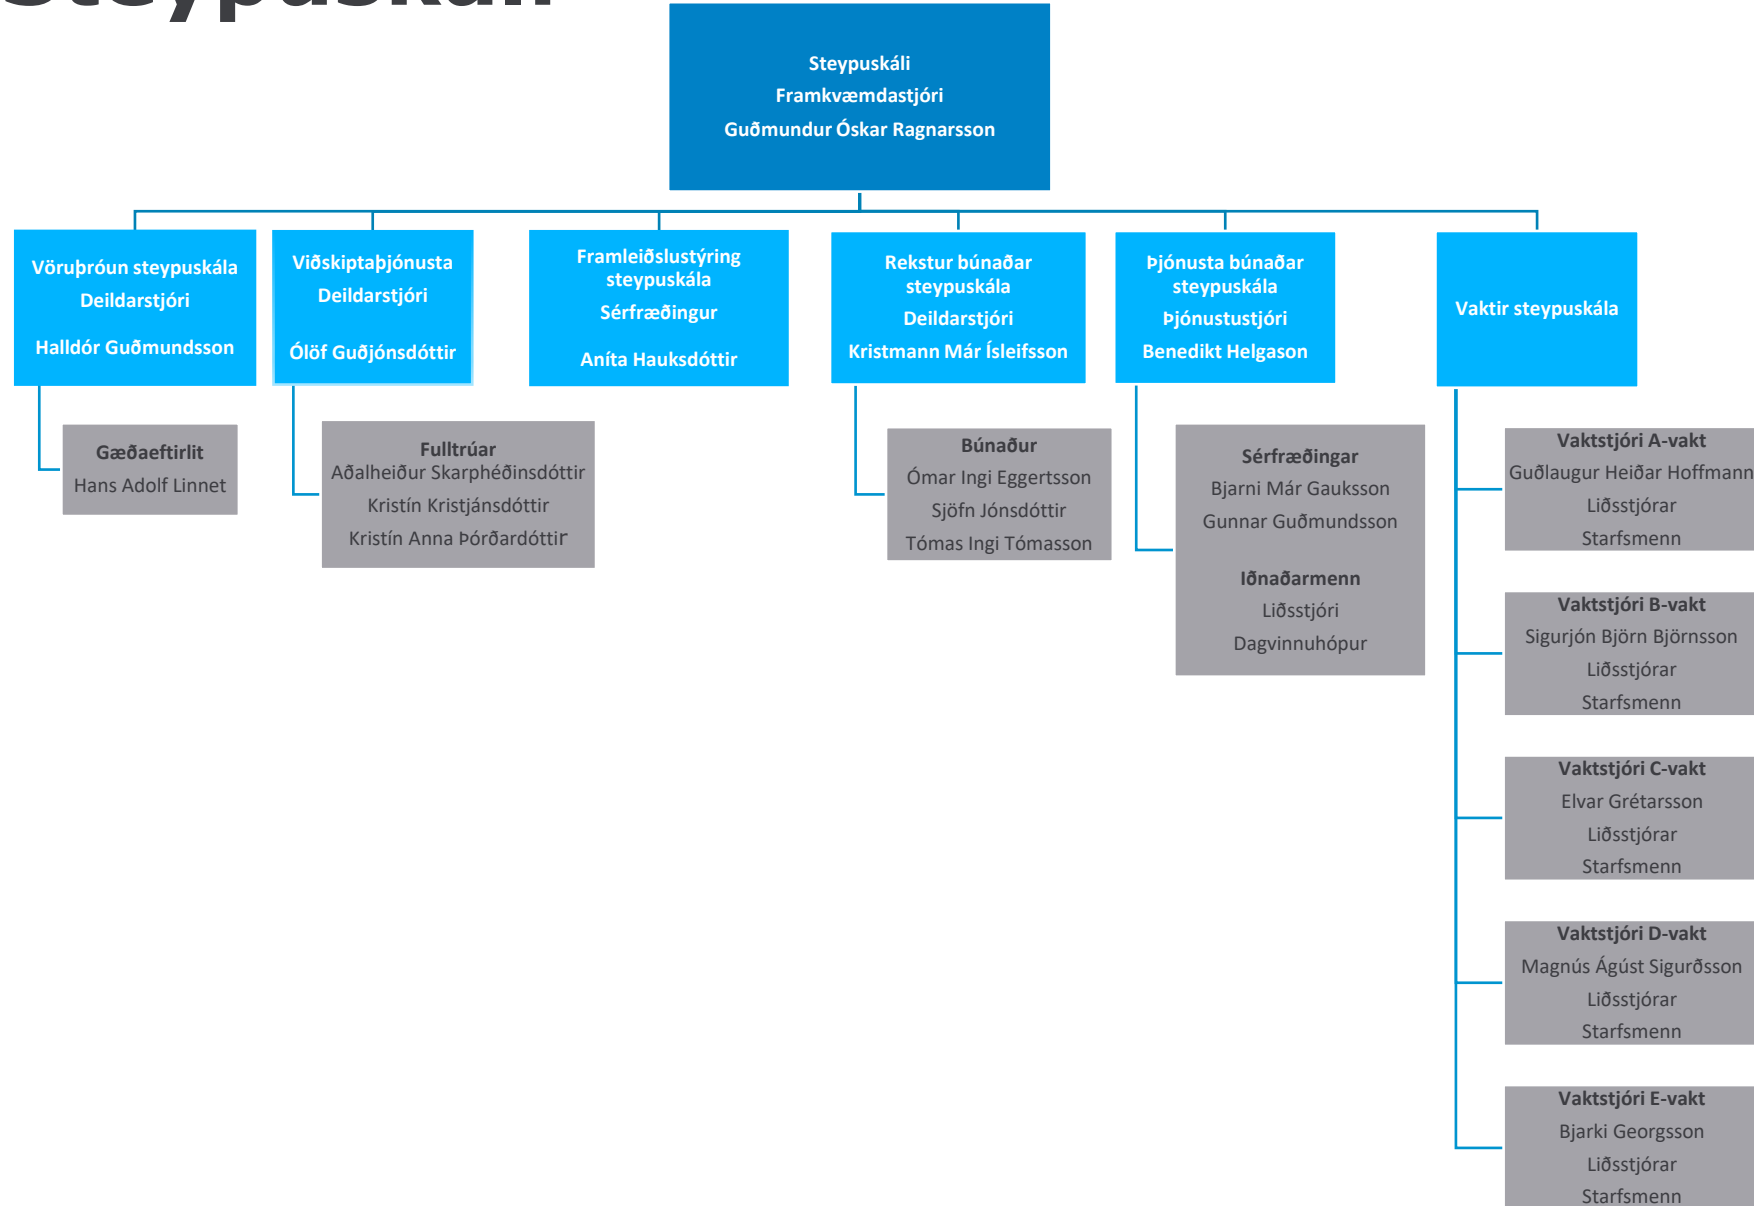 Steypuskáli
Steypuskáli
Framkvæmdastjóri
Guðmundur Óskar Ragnarsson
Vöruþróun steypuskála
Deildarstjóri
Halldór Guðmundsson
Gæðaeftirlit
Hans Adolf Linnet
Viðskiptaþjónusta
Deildarstjóri
Ólöf Guðjónsdóttir
Fulltrúar
Aðalheiður Skarphéðinsdóttir
Kristín Kristjánsdóttir
Kristín Anna Þórðardóttir
Framleiðslustýring
steypuskála
Sérfræðingur
Aníta Hauksdóttir
Rekstur búnaðar
steypuskála
Deildarstjóri
Kristmann Már Ísleifsson
Búnaður
Ómar Ingi Eggertsson
Sjöfn Jónsdóttir
Tómas Ingi Tómasson
Þjónusta búnaðar
steypuskála
Þjónustustjóri
Benedikt Helgason
Sérfræðingar
Bjarni Már Gauksson
Gunnar Guðmundsson
Iðnaðarmenn
Liðsstjóri
Dagvinnuhópur
Vaktir steypuskála
Vaktstjóri A-vakt
Guðlaugur Heiðar Hoffmann
Liðsstjórar
Starfsmenn
Vaktstjóri B-vakt
Sigurjón Björn Björnsson
Liðsstjórar
Starfsmenn
Vaktstjóri C-vakt
Elvar Grétarsson
Liðsstjórar
Starfsmenn
Vaktstjóri D-vakt
Magnús Ágúst Sigurðsson
Liðsstjórar
Starfsmenn
Vaktstjóri E-vakt
Bjarki Georgsson
Liðsstjórar
Starfsmenn